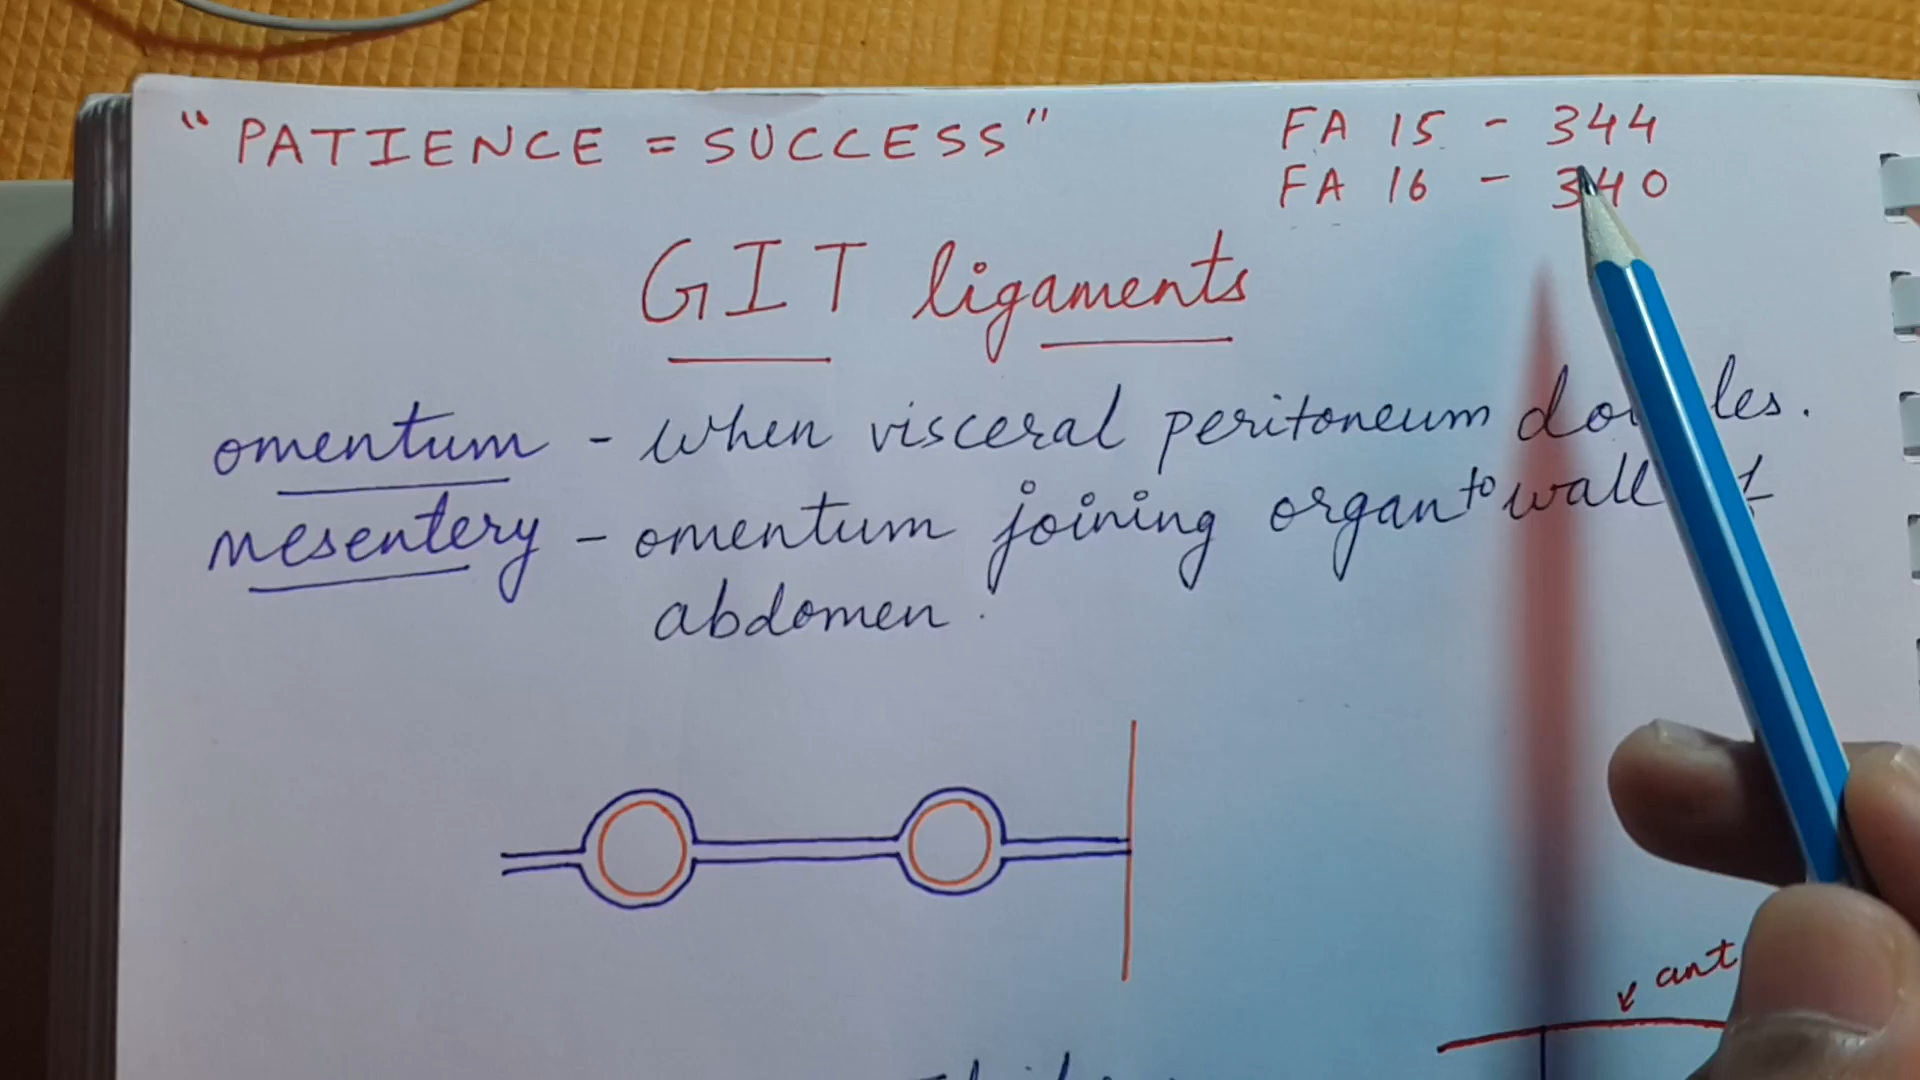 "PATIENCE = SUCCESS"
FA 15 - 344
FA 16 - 340
GIT ligaments
omentum - when visceral peritoneum
mesentery - omentum joining organ to wall
abdomen.
ant